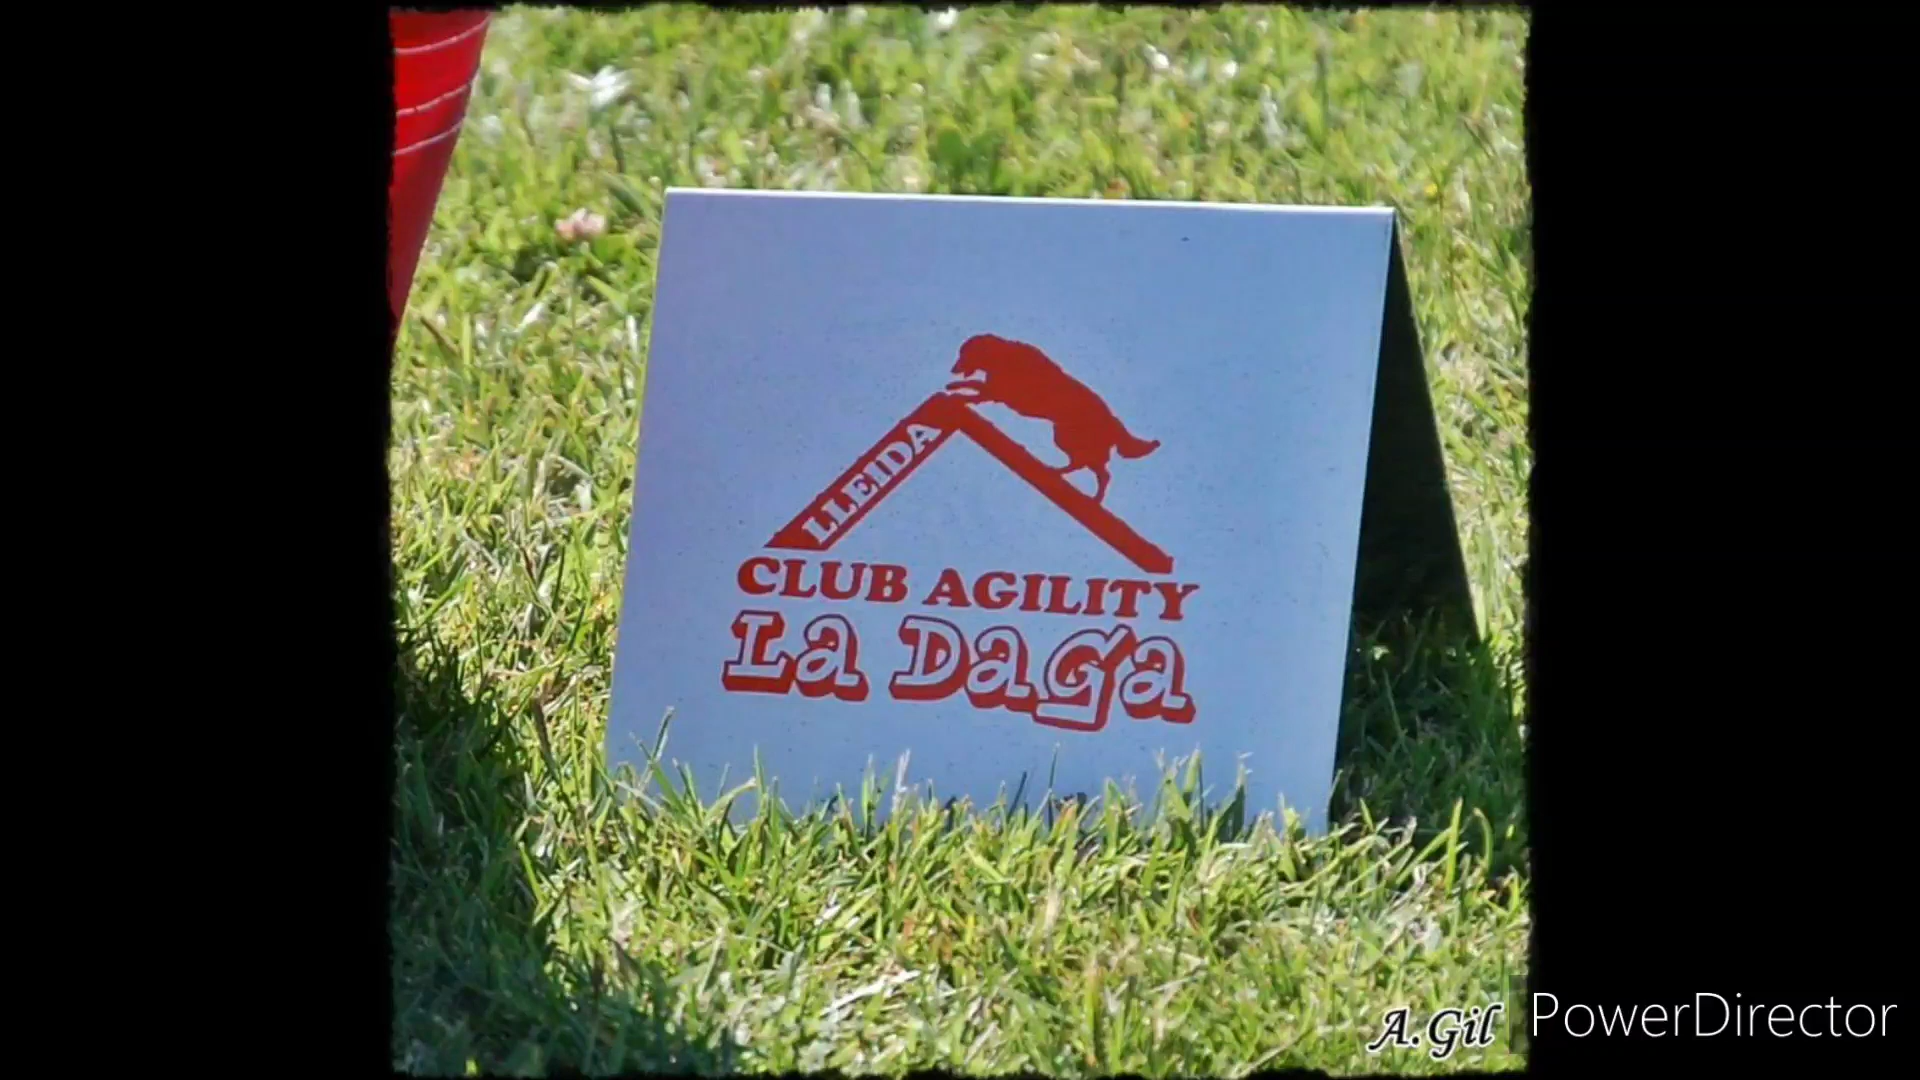 LLEIDA
CLUB AGILITY
La Daga
A.Gil
PowerDirector